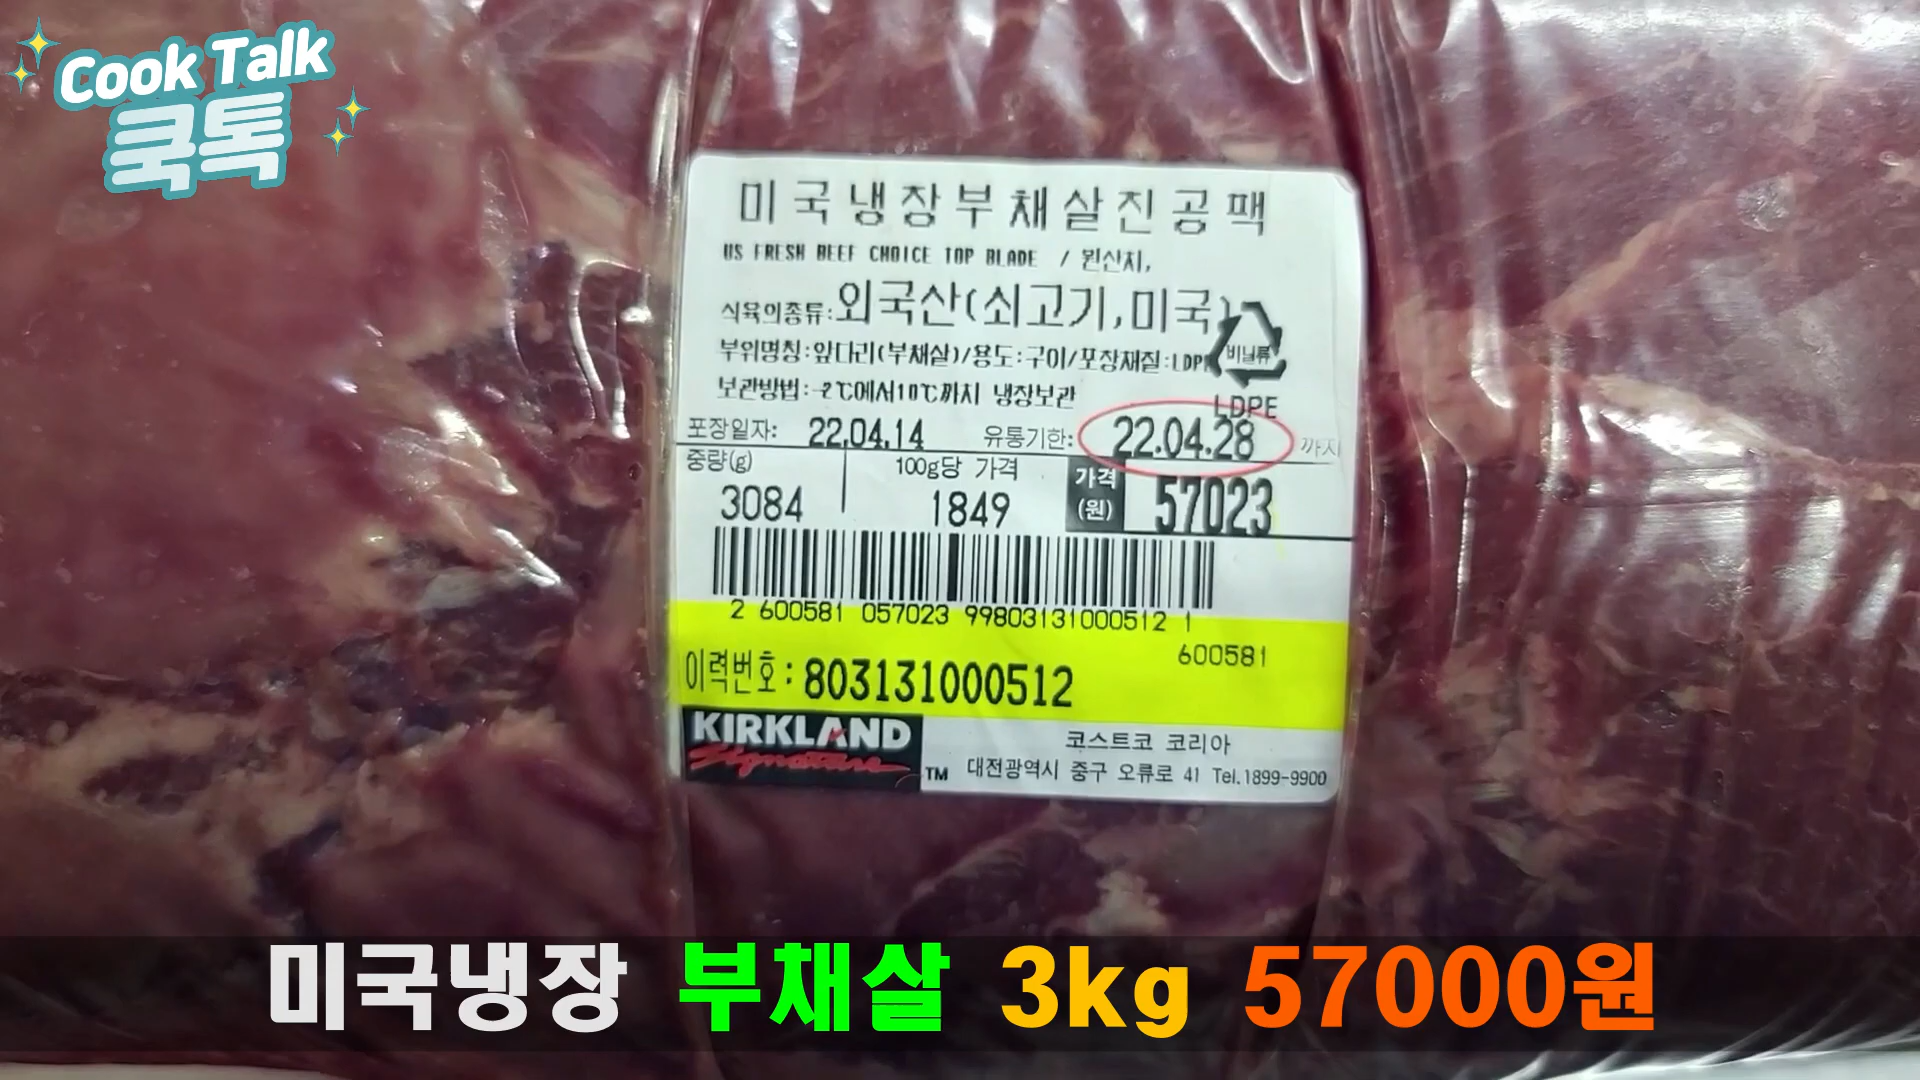 Cook Talk
쿡톡
미국냉장부채살진공팩
US FRESH BEEF CHOICE TOP BLADE / 원산지,
식육의종류:외국산(쇠고기,미국)
부위명칭:앞다리(부채살)/용도:구이/포장재질:LDPE
비닐류
보관방법:-2℃에서10℃까지 냉장보관
LDPE
포장일자: 22.04.14 유통기한: 22.04.28 까지
중량(g) 100g당 가격 가격(원)
3084 1849 57023
2 600581 057023 99803131000512 1
600581
이력번호:803131000512
KIRKLAND
Signature TM
코스트코 코리아
대전광역시 중구 오류로 41 Tel.1899-9900
미국냉장 부채살 3kg 57000원